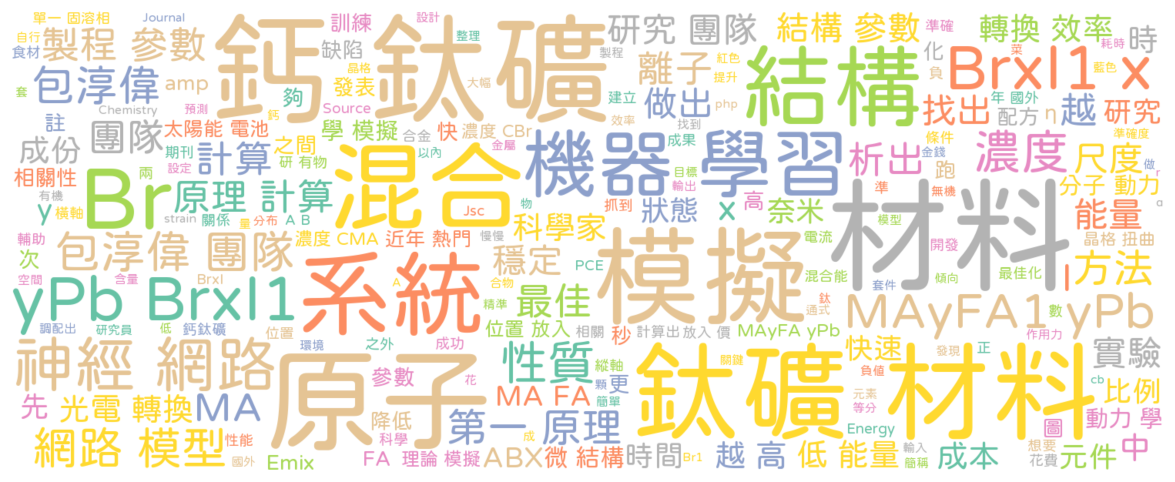 單一 固溶相 Journal 訓練 設計 研究 團隊 結構 參數 準確 轉換 效率 時
自行 製程 參數 整理 鈣 鈦礦 製程 化 菜 耗時
食材 缺陷 晶格 大幅 離子 紅色 負 Brxl1 x 藍色
套 包淳偉 amp 發表 提升 結構
Chemistry 預測 夠 Source 鈣 效率 建立 做出 php 年 國外 找出 配方 n 越 研究
註 團隊 太陽能 電池 學 模擬 合金 快 濃度 CBr 找到 條件 準確度
成份 期刊 計算 之間 混合 以內 金屬 機器 學習 成果 析出 金錢 濃度 尺度
相關性 兩 設定 研 有物 目標 輸出 跑 做 r
有機 Br 原理 計算 抓到 狀態 x 高 奈米 準 無機 材料 分子 動力 。
y 橫軸 strain 關係 量 分布 A B Jsc 物 科學家 模擬 模型 能量
輔助 包淳偉 團隊 濃度 CMA 近年 熱門 慢慢 電流 開發 晶格 扭曲
次 系統 穩定 PCE 混合能 傾向 最佳化 l 方法
空間 含量 Brxl A 合物 套件 鈦
yPb Brxl1 精準 最佳 MAyFA1 yPb 通式 數
調配出 研究員 低 鈣鈦礦 位置 之外 位置 放入 相關 秒 計算出 放入 價 MAyFA yPb 作用力
神經 網路 環境 原子 成功 性質 縱軸 鈦礦 材料 關鍵 快速 發現 正 實驗
參數 花 顆 更 負值 cb 比例
先 光電 轉換 MA MA FA 簡單 元素 等分
降低 第一 原理 動力 學
網路 模型 性能 科學 成 Energy 圖 中
國外 Emix FA 理論 模擬 ABX 微 結構 時間 Br1 越 高 低 能量 輸入 簡稱 成本 想要 花費 元件